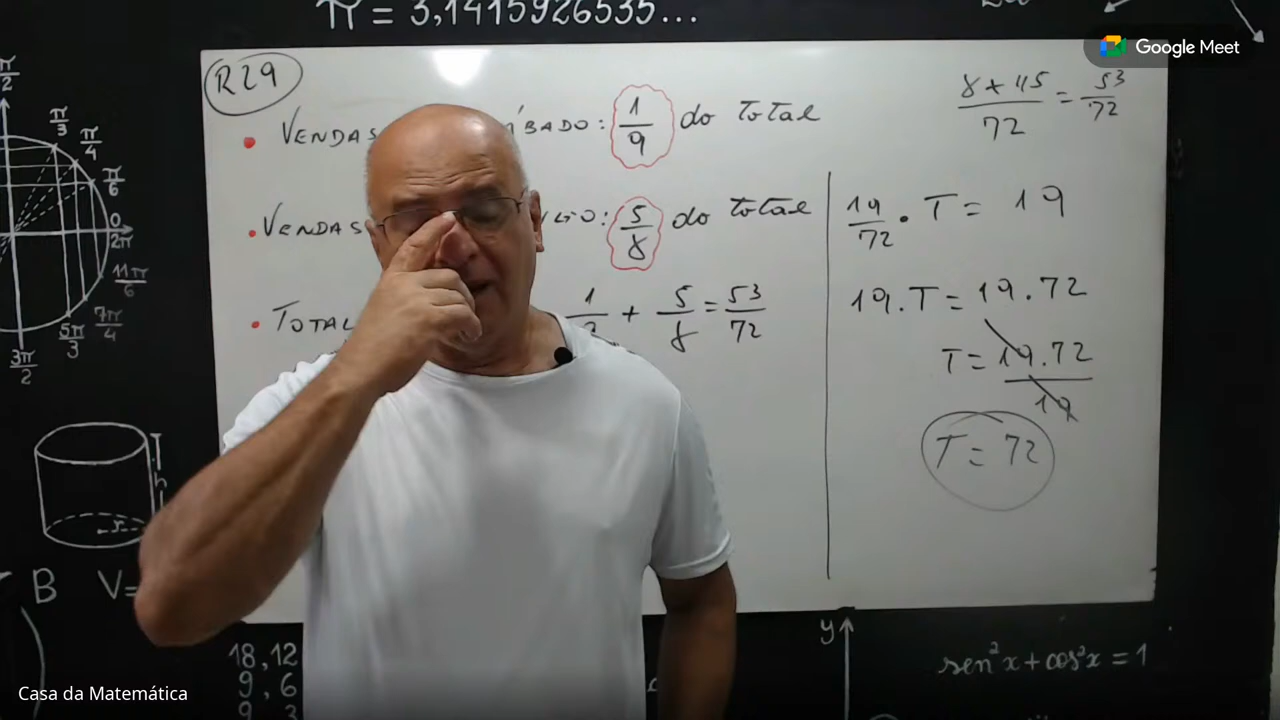 π = 3,1415926535...
Google Meet
R29
VENDAS ÁBADO: 1/9 do total
8+45/72 = 53/72
VENDAS 5/8 do total
TOTAL 1/ + 5/8 = 53/72
19/72 . T = 19
19.T = 19.72
T = 19.72/19
T = 72
π/2
π/3
π/4
π/6
0
2π
11π/6
7π/4
5π/3
3π/2
h
r
B V=
18,12
9,6
9 3
y
sen²x + cos²x = 1
Casa da Matemática